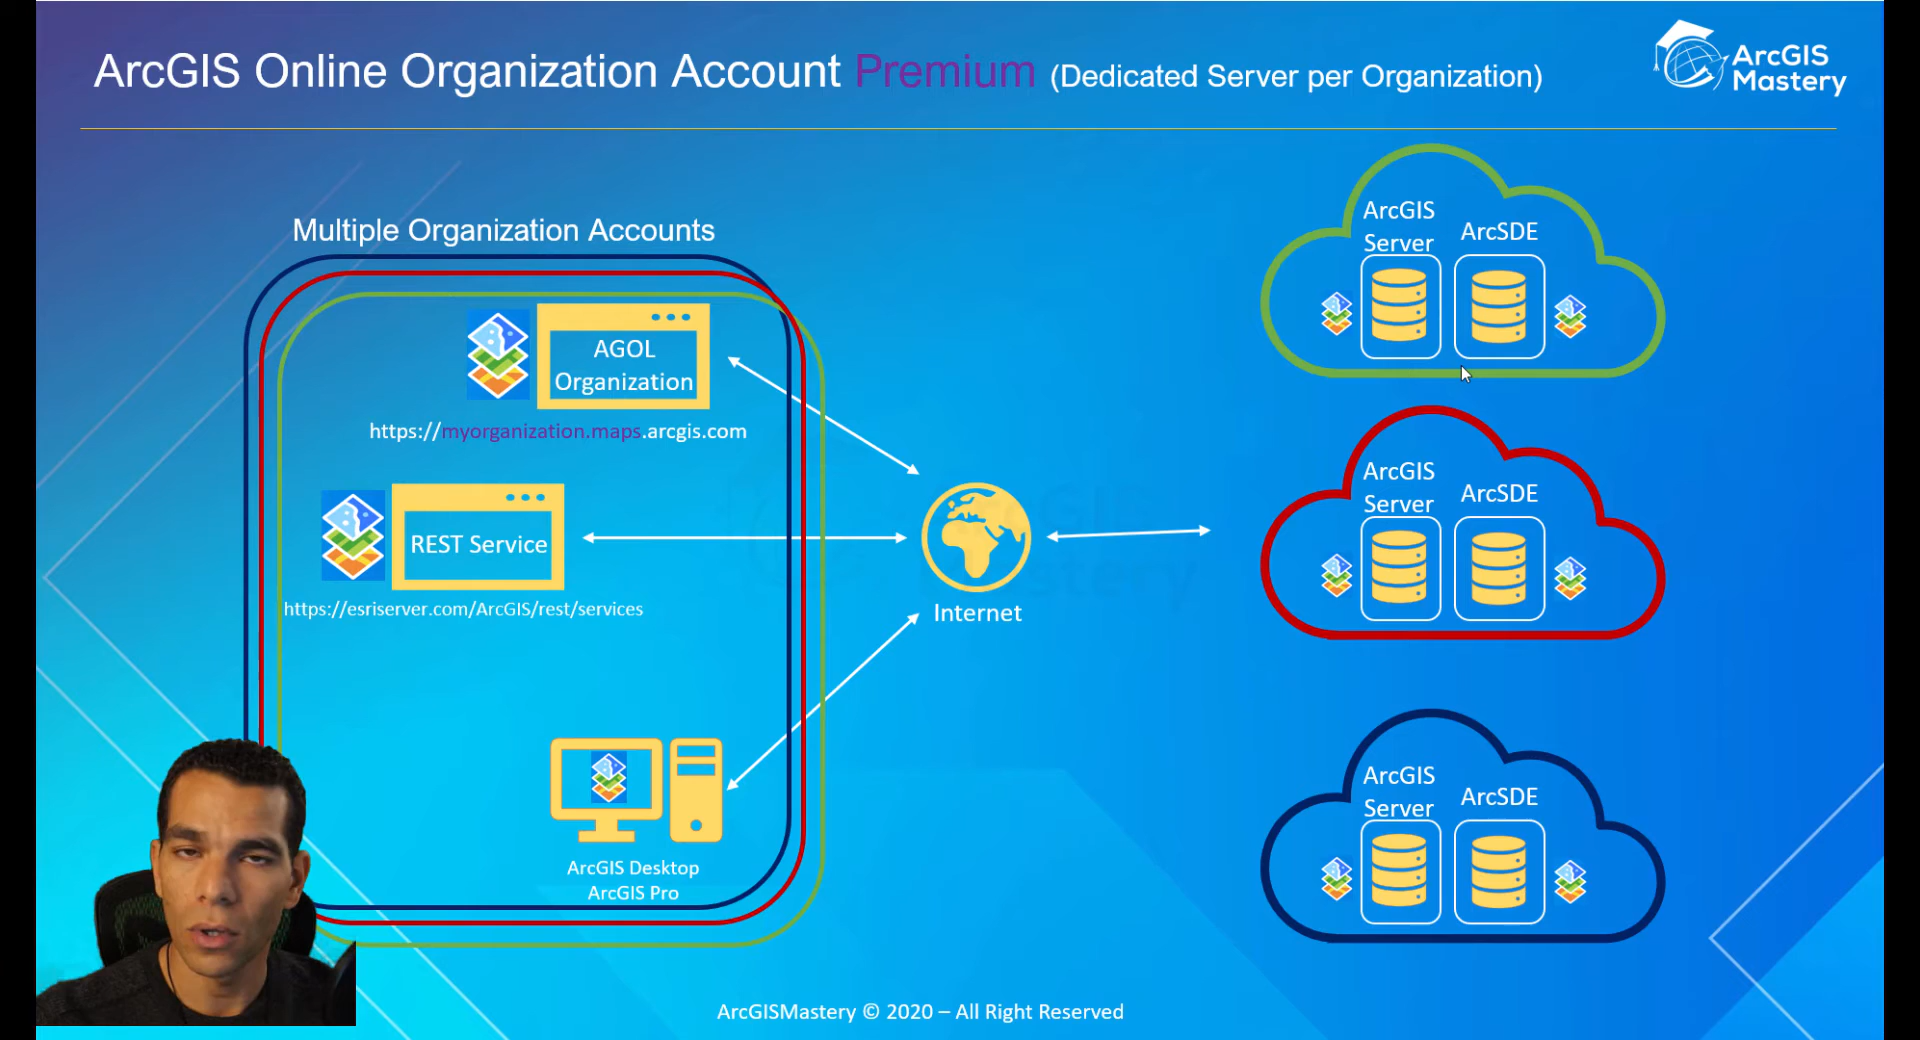 ArcGIS Online Organization Account Premium (Dedicated Server per Organization)
ArcGIS
Mastery
Multiple Organization Accounts
AGOL
Organization
https://myorganization.maps.arcgis.com
REST Service
https://esriserver.com/ArcGIS/rest/services
ArcGIS Desktop
ArcGIS Pro
Internet
ArcGIS
Server
ArcSDE
ArcGIS
Server
ArcSDE
ArcGIS
Server
ArcSDE
ArcGISMastery © 2020 – All Right Reserved